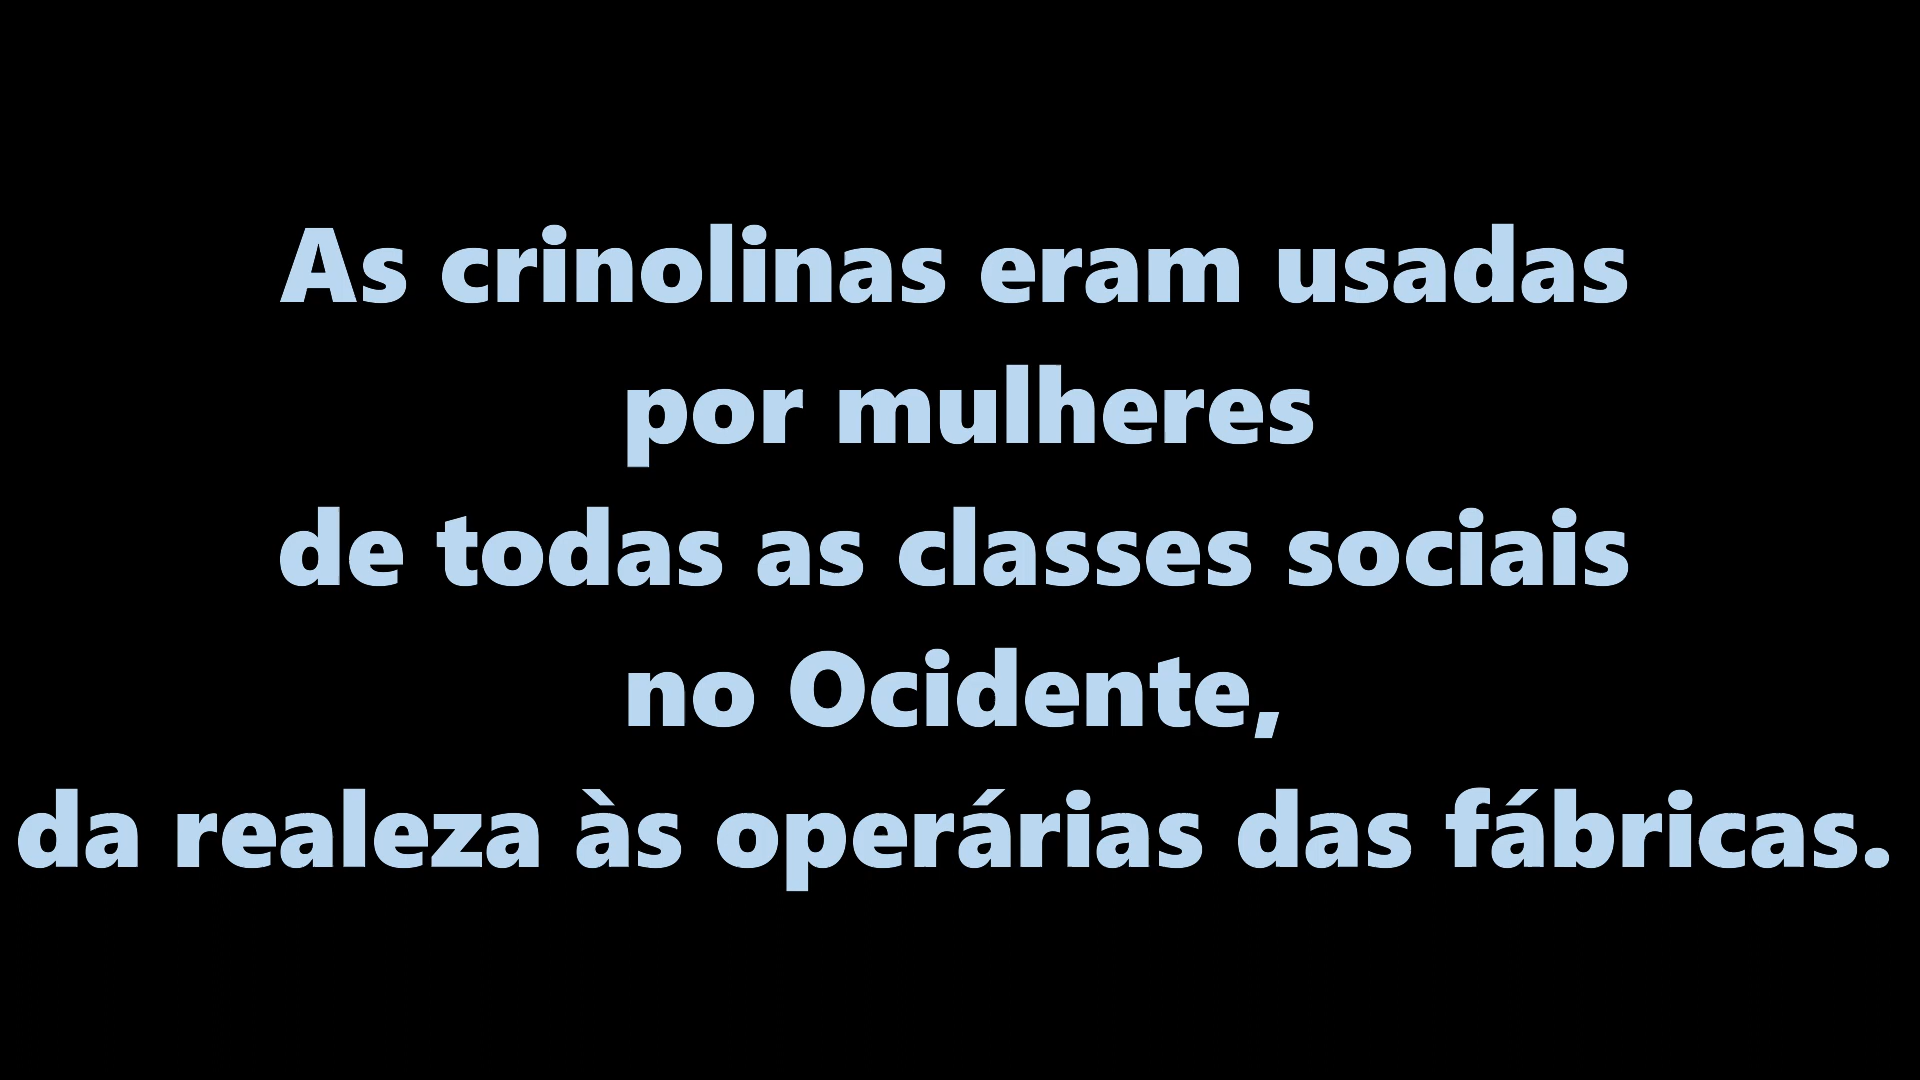 As crinolinas eram usadas
por mulheres
de todas as classes sociais
no Ocidente,
da realeza às operárias das fábricas.